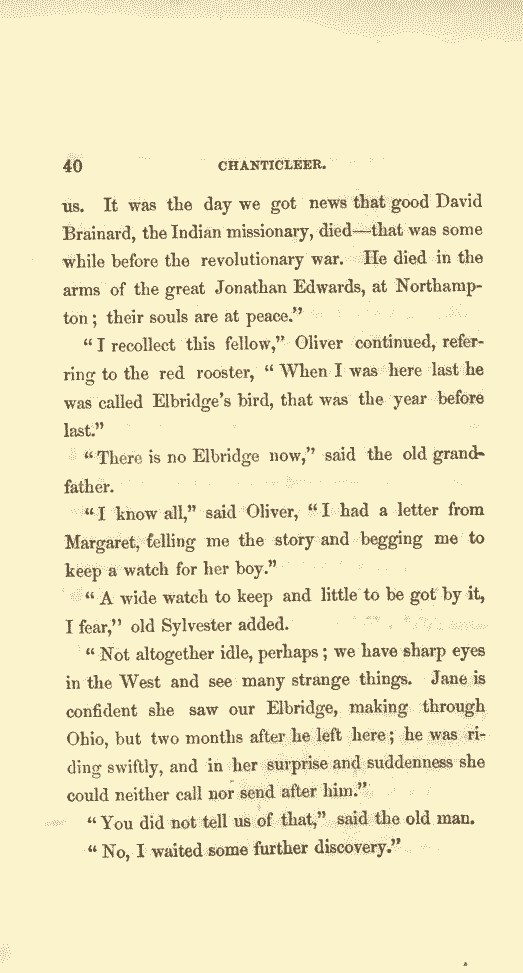 40 CHANTICLEER.
us. It was the day we got news that good David
Brainard, the Indian missionary, died—that was some
while before the revolutionary war. He died in the
arms of the great Jonathan Edwards, at Northamp-
ton; their souls are at peace.”
“I recollect this fellow,” Oliver continued, refer-
ring to the red rooster, “When I was here last he
was called Elbridge’s bird, that was the year before
last.”
“There is no Elbridge now,” said the old grand-
father.
“I know all,” said Oliver, “I had a letter from
Margaret, telling me the story and begging me to
keep a watch for her boy.”
“A wide watch to keep and little to be got by it,
I fear,” old Sylvester added.
“Not altogether idle, perhaps; we have sharp eyes
in the West and see many strange things. Jane is
confident she saw our Elbridge, making through
Ohio, but two months after he left here; he was ri-
ding swiftly, and in her surprise and suddenness she
could neither call nor send after him.”
“You did not tell us of that,” said the old man.
“No, I waited some further discovery.”